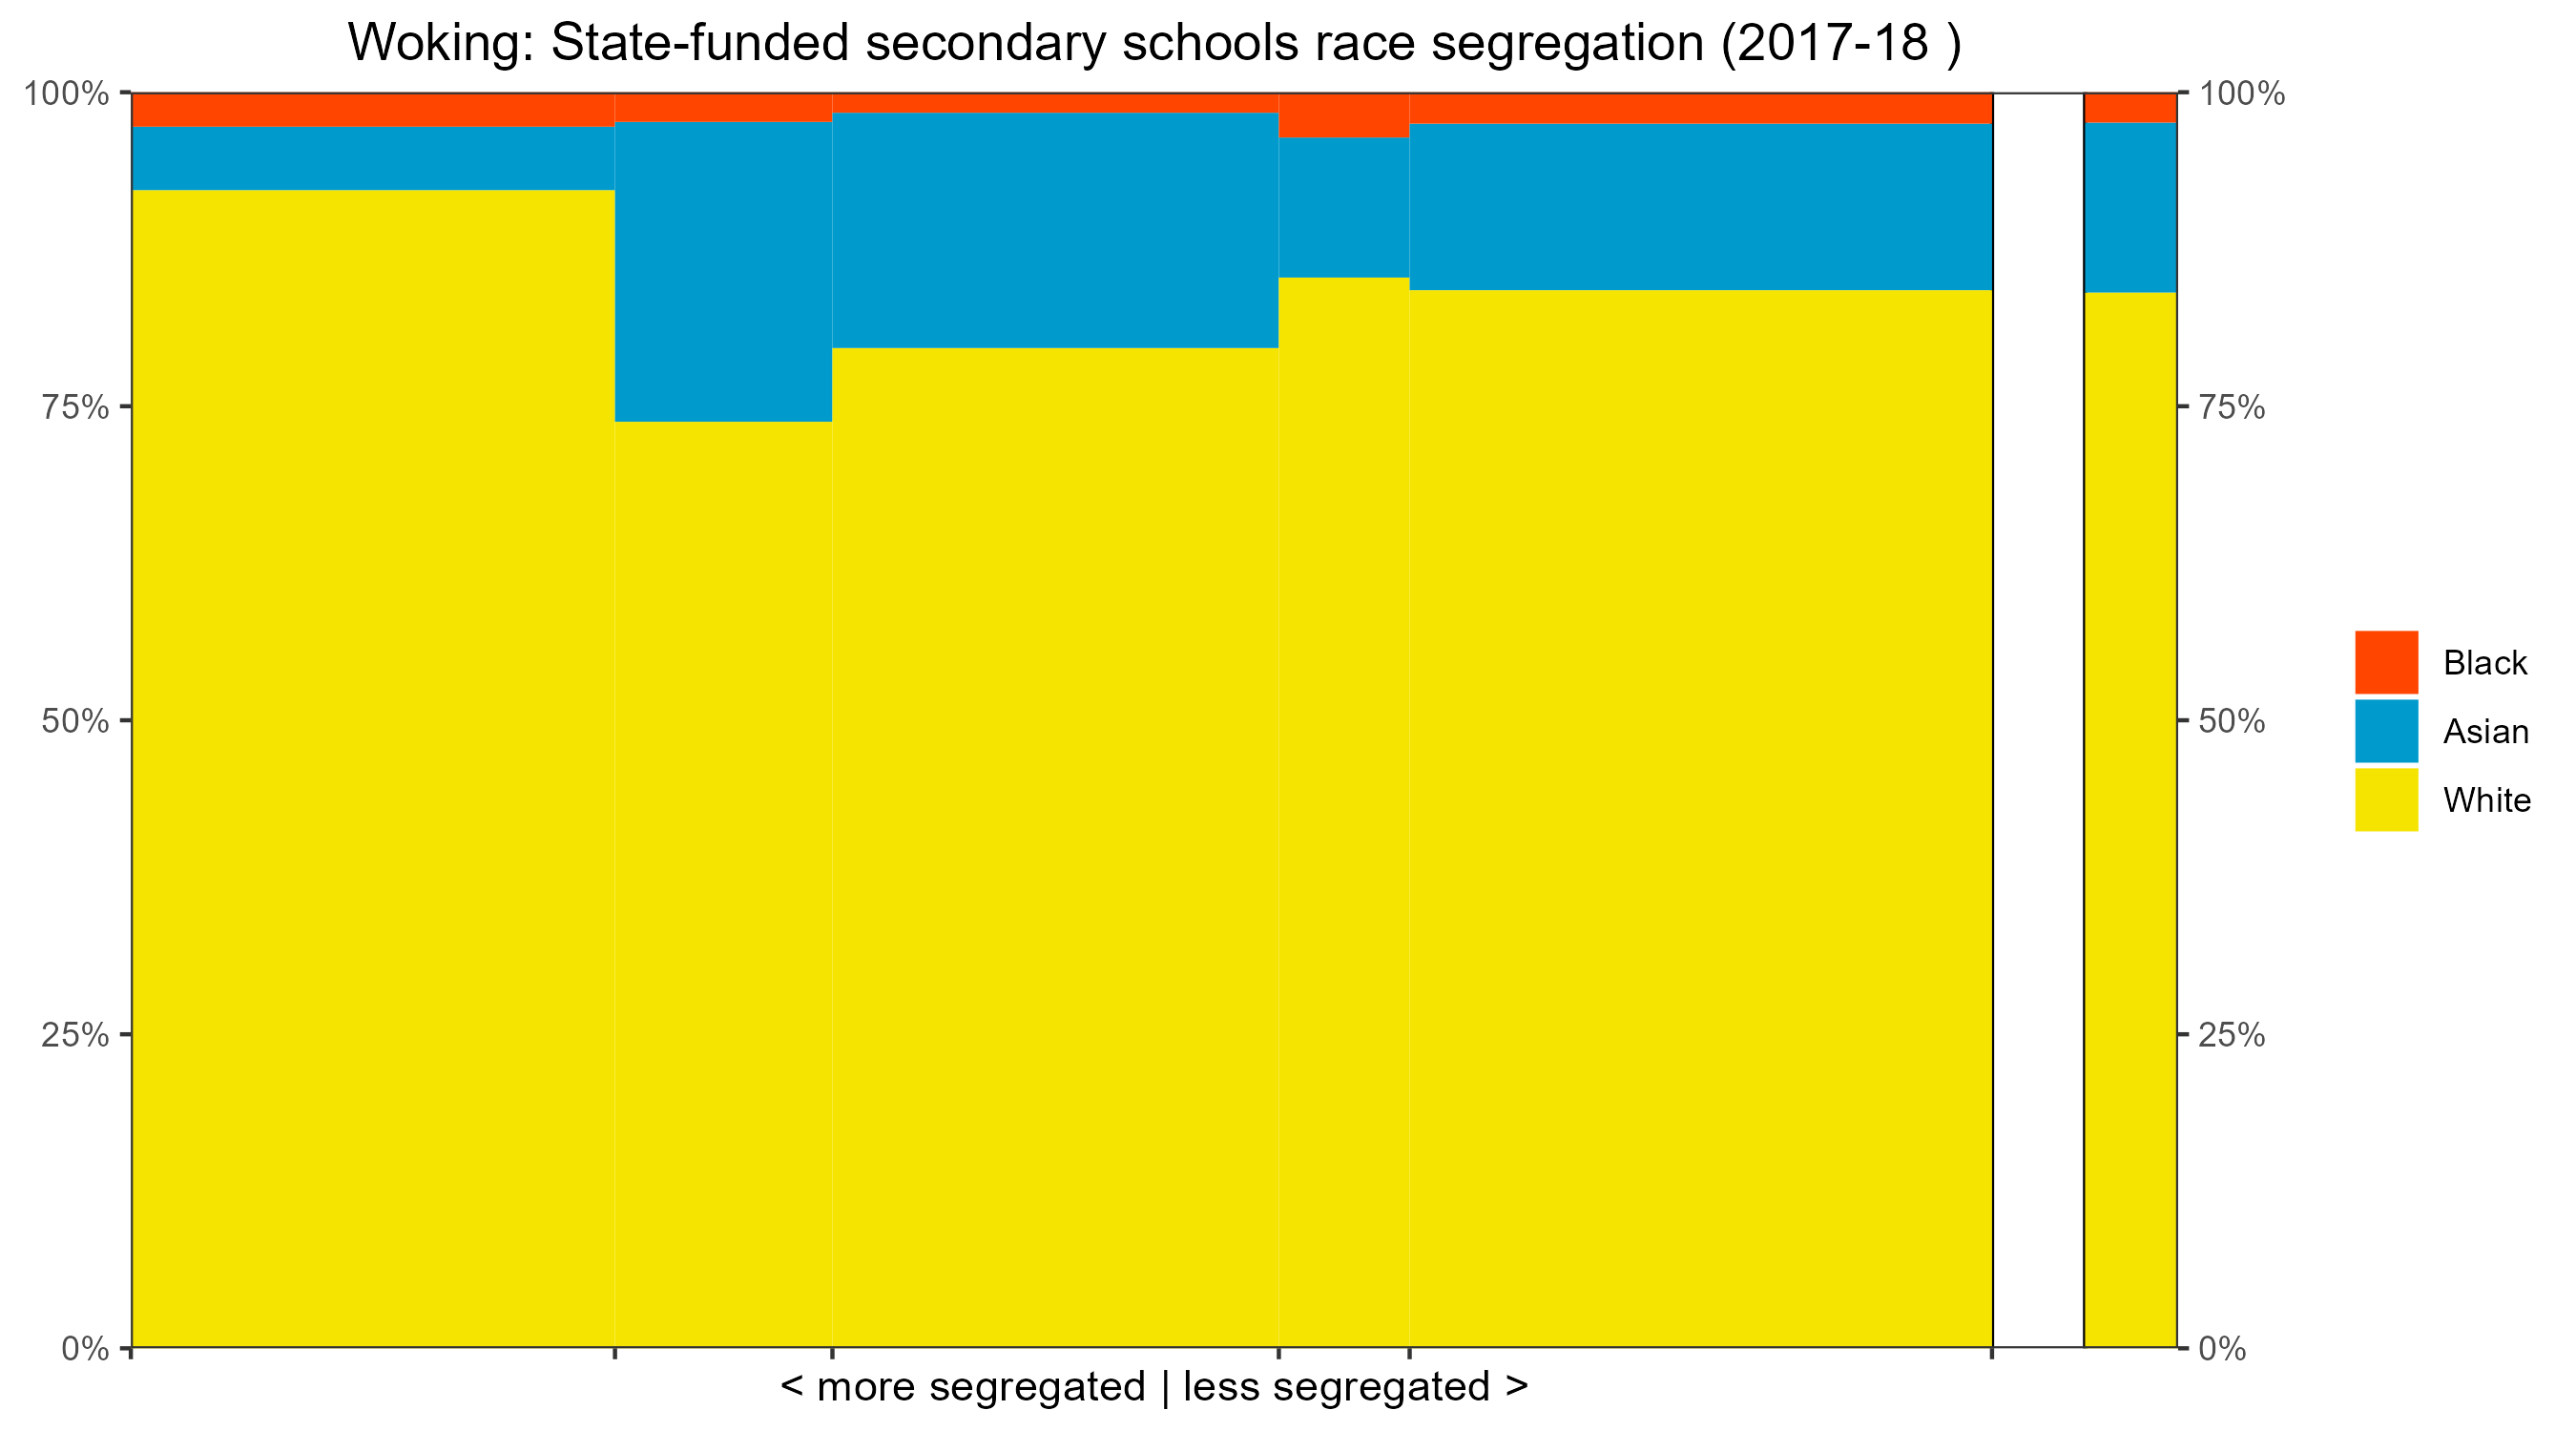 Woking: State-funded secondary schools race segregation (2017-18 )
100%
75%
50%
25%
0%
100%
75%
50%
25%
0%
Black
Asian
White
< more segregated | less segregated >